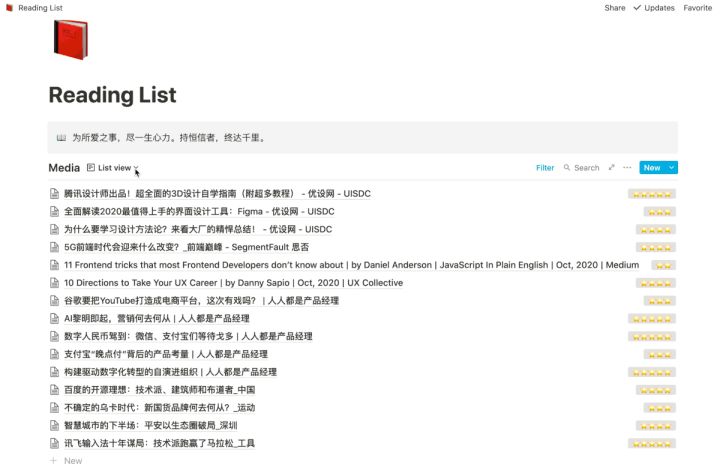 Reading List
Share
Updates
Favorite
Reading List
为所爱之事，尽一生心力。持恒信者，终达千里。
Media
List view
Filter
Search
New
腾讯设计师出品！超全面的3D设计自学指南（附超多教程） - 优设网 - UISDC
全面解读2020最值得上手的界面设计工具：Figma - 优设网 - UISDC
为什么要学习设计方法论？来看大厂的精悍总结！ - 优设网 - UISDC
5G前端时代会迎来什么改变？_前端巅峰 - SegmentFault 思否
11 Frontend tricks that most Frontend Developers don't know about | by Daniel Anderson | JavaScript In Plain English | Oct, 2020 | Medium
10 Directions to Take Your UX Career | by Danny Sapio | Oct, 2020 | UX Collective
谷歌要把YouTube打造成电商平台，这次有戏吗？ | 人人都是产品经理
AI黎明即起，营销何去何从 | 人人都是产品经理
数字人民币驾到：微信、支付宝们等待戈多 | 人人都是产品经理
支付宝“晚点付”背后的产品考量 | 人人都是产品经理
构建驱动数字化转型的自演进组织 | 人人都是产品经理
百度的开源理想：技术派、建筑师和布道者_中国
不确定的乌卡时代：新国货品牌何去何从？_运动
智慧城市的下半场：平安以生态圈破局_深圳
讯飞输入法十年谋局：技术派跑赢了马拉松_工具
New